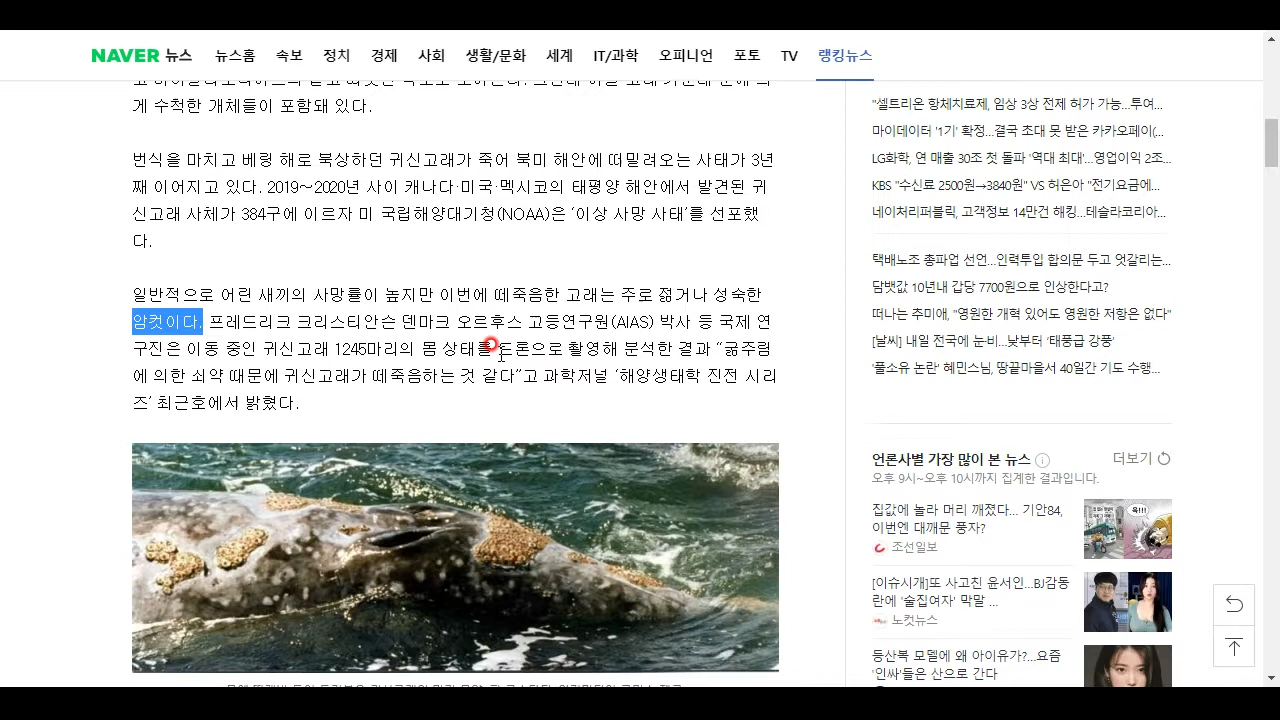 NAVER 뉴스 뉴스홈 속보 정치 경제 사회 생활/문화 세계 IT/과학 오피니언 포토 TV 랭킹뉴스
게 수척한 개체들이 포함돼 있다.
번식을 마치고 베링 해로 북상하던 귀신고래가 죽어 북미 해안에 떠밀려오는 사태가 3년
째 이어지고 있다. 2019~2020년 사이 캐나다·미국·멕시코의 태평양 해안에서 발견된 귀
신고래 사체가 384구에 이르자 미 국립해양대기청(NOAA)은 ‘이상 사망 사태’를 선포했
다.
일반적으로 어린 새끼의 사망률이 높지만 이번에 떼죽음한 고래는 주로 젊거나 성숙한
암컷이다. 프레드리크 크리스티안슨 덴마크 오르후스 고등연구원(AIAS) 박사 등 국제 연
구진은 이동 중인 귀신고래 1245마리의 몸 상태를 드론으로 촬영해 분석한 결과 “굶주림
에 의한 쇠약 때문에 귀신고래가 떼죽음하는 것 같다”고 과학저널 ‘해양생태학 진전 시리
즈’ 최근호에서 밝혔다.
"셀트리온 항체치료제, 임상 3상 전제 허가 가능…투여...
마이데이터 '1기' 확정…결국 초대 못 받은 카카오페이(...
LG화학, 연 매출 30조 첫 돌파 '역대 최대'…영업이익 2조...
KBS "수신료 2500원→3840원" VS 허은아 "전기요금에...
네이처리퍼블릭, 고객정보 14만건 해킹…테슬라코리아...
택배노조 총파업 선언…인력투입 합의문 두고 엇갈리는...
담뱃값 10년내 갑당 7700원으로 인상한다고?
떠나는 추미애, "영원한 개혁 있어도 영원한 저항은 없다"
[날씨] 내일 전국에 눈·비…낮부터 '태풍급 강풍'
'풀소유 논란' 혜민스님, 땅끝마을서 40일간 기도 수행...
언론사별 가장 많이 본 뉴스 더보기
오후 9시~오후 10시까지 집계한 결과입니다.
집값에 놀라 머리 깨졌다… 기안84,
이번엔 대깨문 풍자?
조선일보
[이슈시개]또 사고친 윤서인…BJ감동
란에 '술집여자' 막말 ...
노컷뉴스
등산복 모델에 왜 아이유가?…요즘
'인싸'들은 산으로 간다